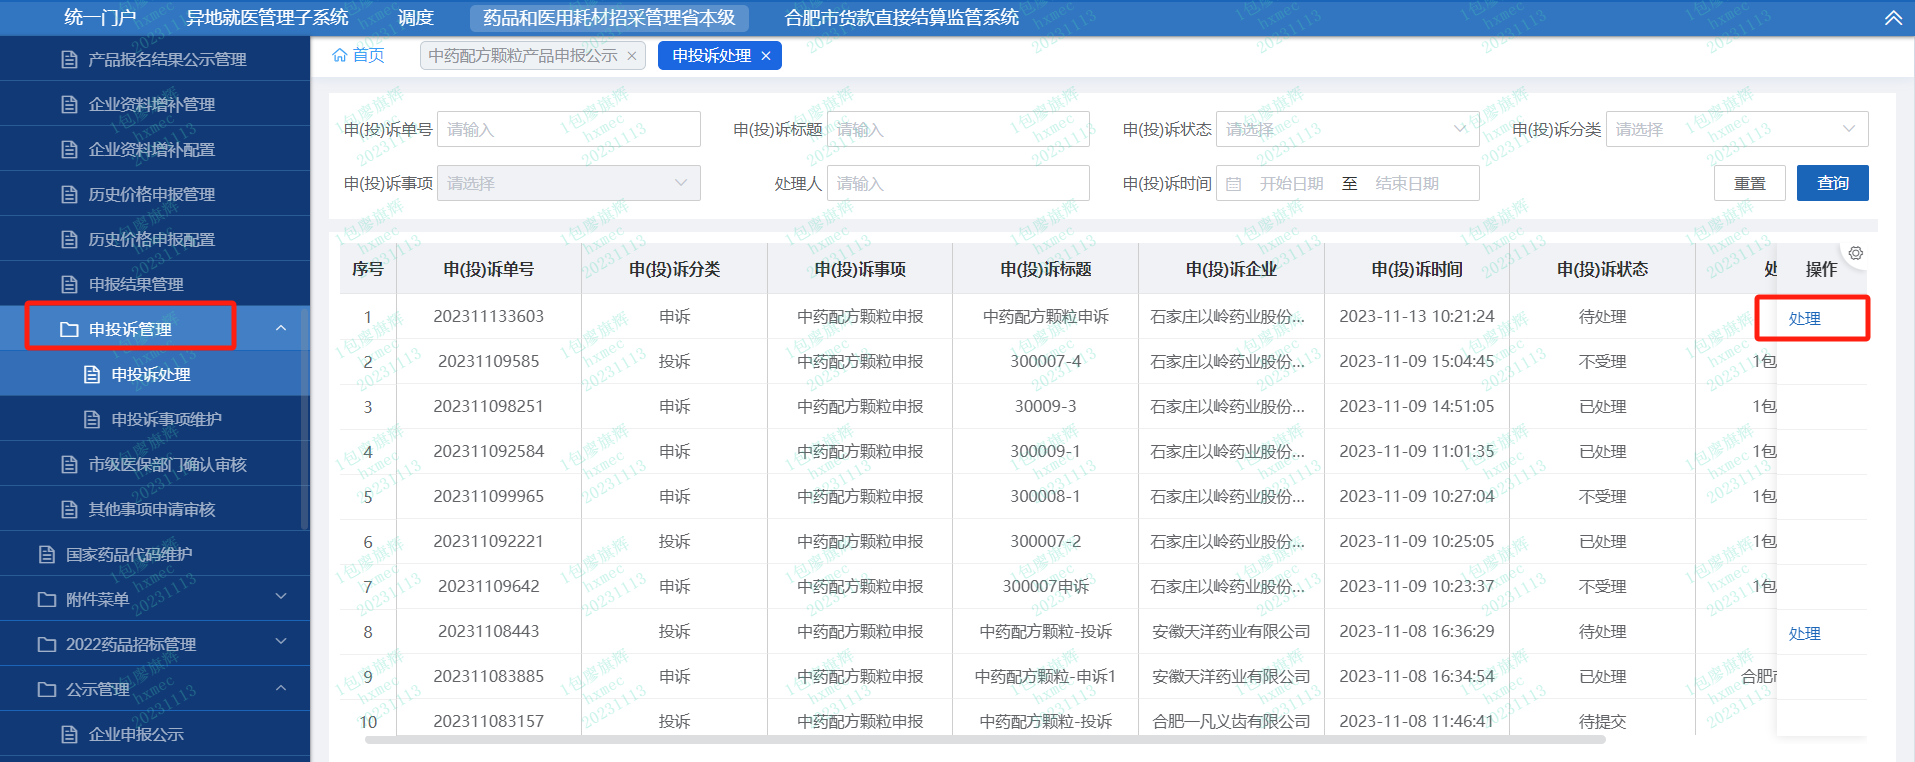 统一门户 异地就医管理子系统 调度 药品和医用耗材招采管理省本级 合肥市货款直接结算监管系统
产品报名结果公示管理
企业资料增补管理
企业资料增补配置
历史价格申报管理
历史价格申报配置
申报结果管理
申投诉管理
申投诉处理
申投诉事项维护
市级医保部门确认审核
其他事项申请审核
国家药品代码维护
附件菜单
2022药品招标管理
公示管理
企业申报公示
首页 中药配方颗粒产品申报公示 × 申投诉处理 ×
申(投)诉单号 请输入 申(投)诉标题 请输入 申(投)诉状态 请选择 申(投)诉分类 请选择
申(投)诉事项 请选择 处理人 请输入 申(投)诉时间 开始日期 至 结束日期 重置 查询
序号 申(投)诉单号 申(投)诉分类 申(投)诉事项 申(投)诉标题 申(投)诉企业 申(投)诉时间 申(投)诉状态 处 操作
1 202311133603 申诉 中药配方颗粒申报 中药配方颗粒申诉 石家庄以岭药业股份... 2023-11-13 10:21:24 待处理 处理
2 20231109585 投诉 中药配方颗粒申报 300007-4 石家庄以岭药业股份... 2023-11-09 15:04:45 不受理 1包
3 202311098251 申诉 中药配方颗粒申报 30009-3 石家庄以岭药业股份... 2023-11-09 14:51:05 已处理 1包
4 202311092584 申诉 中药配方颗粒申报 300009-1 石家庄以岭药业股份... 2023-11-09 11:01:35 已处理 1包
5 202311099965 申诉 中药配方颗粒申报 300008-1 石家庄以岭药业股份... 2023-11-09 10:27:04 不受理 1包
6 202311092221 投诉 中药配方颗粒申报 300007-2 石家庄以岭药业股份... 2023-11-09 10:25:05 已处理 1包
7 20231109642 申诉 中药配方颗粒申报 300007申诉 石家庄以岭药业股份... 2023-11-09 10:23:37 不受理 1包
8 20231108443 投诉 中药配方颗粒申报 中药配方颗粒-投诉 安徽天洋药业有限公司 2023-11-08 16:36:29 待处理 处理
9 202311083885 申诉 中药配方颗粒申报 中药配方颗粒-申诉1 安徽天洋药业有限公司 2023-11-08 16:34:54 已处理 合肥市
10 202311083157 投诉 中药配方颗粒申报 中药配方颗粒-投诉 合肥一凡义齿有限公司 2023-11-08 11:46:41 待提交
1包廖旗辉
hxmec
20231113